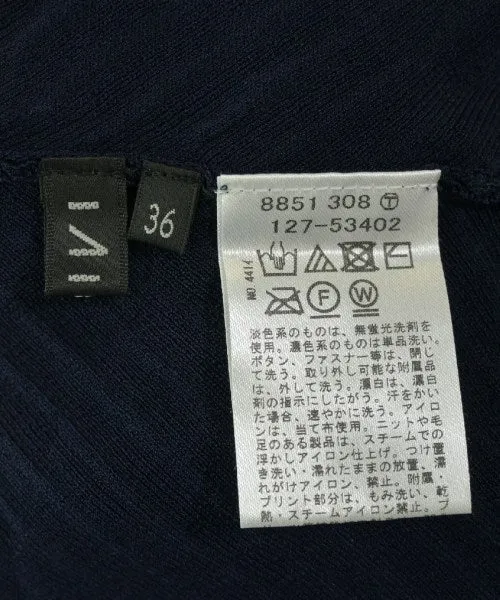 36
8851 308 Ⓣ
127-53402
NO.4414
F
W
淡色系のものは、無蛍光洗剤を
使用。濃色系のものは単品洗い。
ボタン、ファスナー等は、閉じ
て洗う。取り外し可能な附属品
は、外して洗う。漂白は、漂白
剤の指示にしたがう。汗をかい
た場合、速やかに洗う。アイロ
ンは、当て布使用。ニットや毛
足のある製品は、スチームでの
浮かしアイロン仕上げ。つけ置
き洗い・濡れたままの放置、濡
れがけアイロン、禁止。附属・
プリント部分は、もみ洗い、乾
熱・スチームアイロン禁止。プ